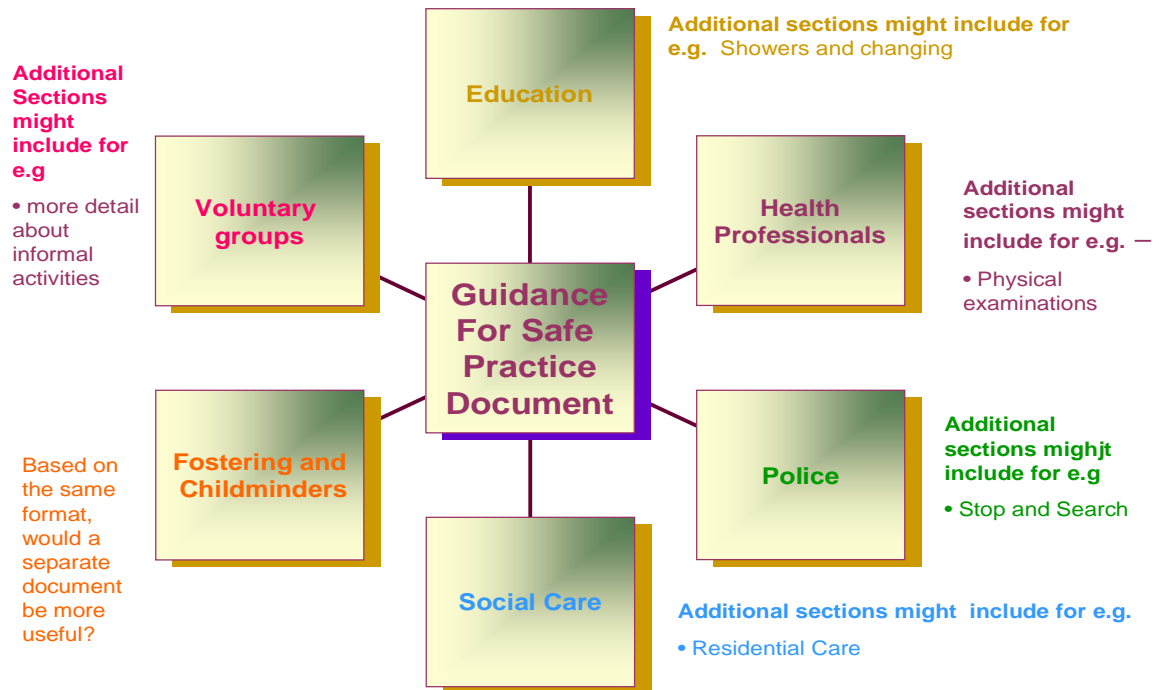 Additional sections might include for
e.g. Showers and changing
Education
Additional
Sections
might
include for
e.g
• more detail
about
informal
activities
Voluntary
groups
Health
Professionals
Additional
sections might
include for e.g. –
• Physical
examinations
Guidance
For Safe
Practice
Document
Based on
the same
format,
would a
separate
document
be more
useful?
Fostering and
Childminders
Police
Additional
sections mighjt
include for e.g
• Stop and Search
Social Care
Additional sections might include for e.g.
• Residential Care